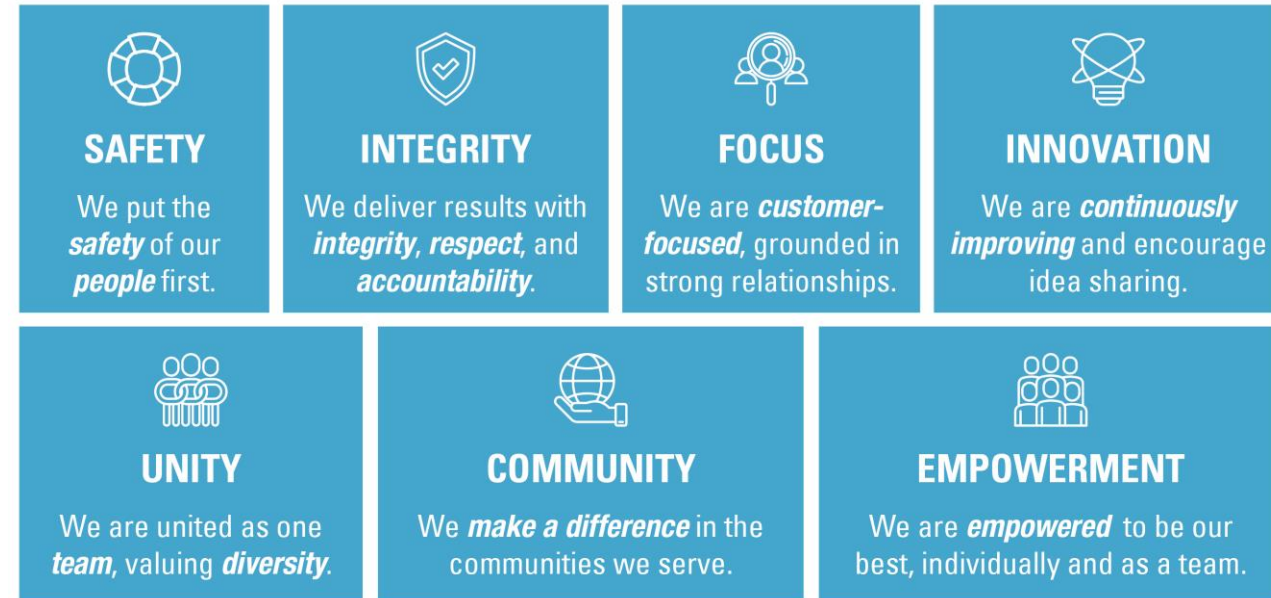 SAFETY
We put the
safety of our
people first.
INTEGRITY
We deliver results with
integrity, respect, and
accountability.
FOCUS
We are customer-
focused, grounded in
strong relationships.
INNOVATION
We are continuously
improving and encourage
idea sharing.
UNITY
We are united as one
team, valuing diversity.
COMMUNITY
We make a difference in the
communities we serve.
EMPOWERMENT
We are empowered to be our
best, individually and as a team.